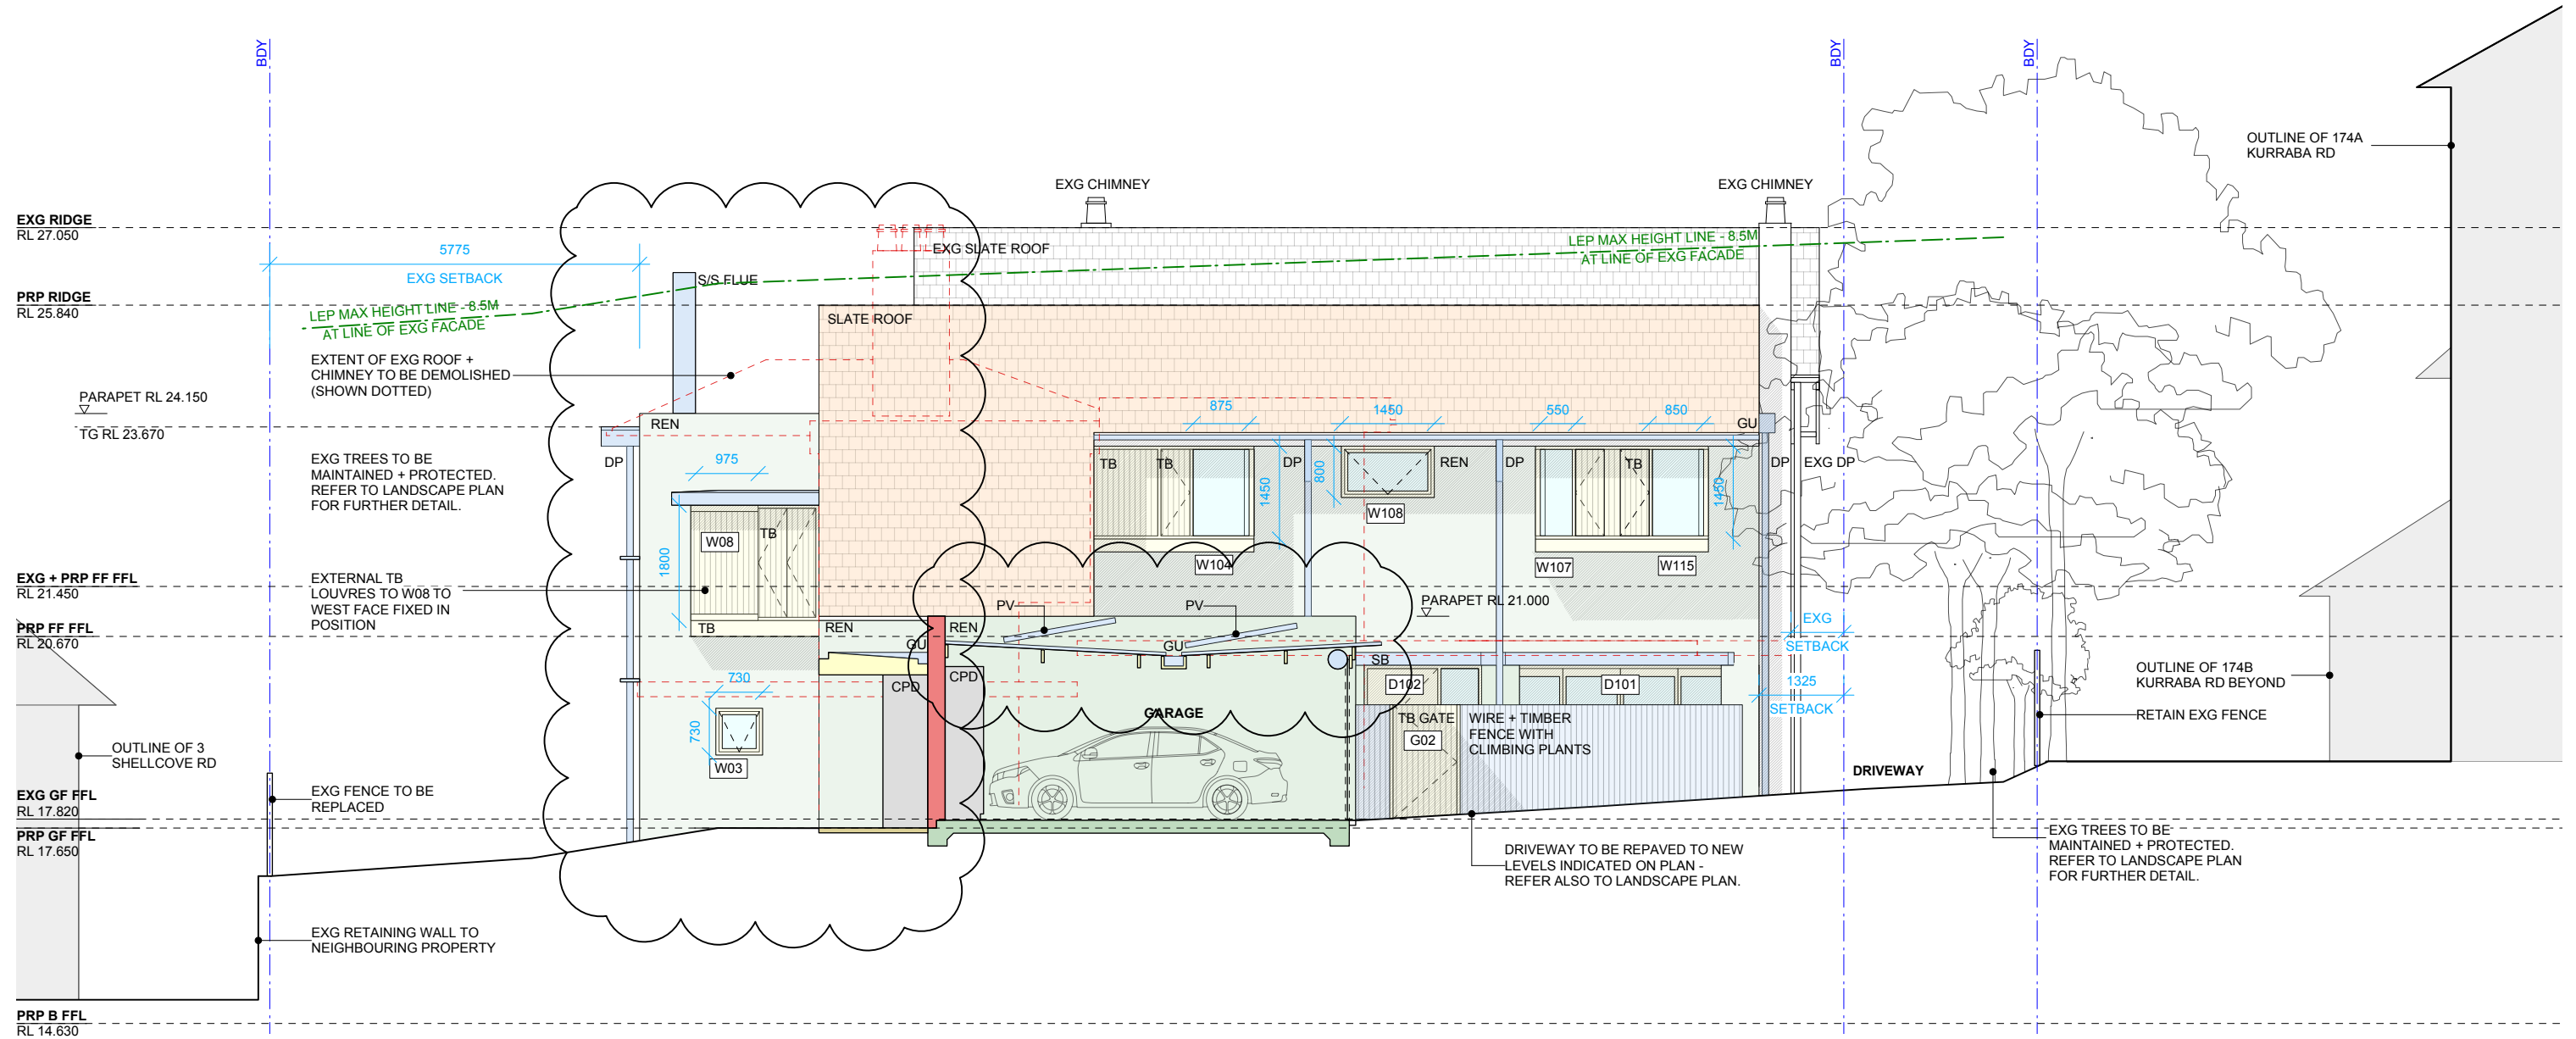 BDY
BDY
BDY
OUTLINE OF 174A
KURRABA RD
EXG CHIMNEY
EXG CHIMNEY
EXG RIDGE
RL 27.050
5775
EXG SETBACK
EXG SLATE ROOF
LEP MAX HEIGHT LINE - 8.5M
AT LINE OF EXG FACADE
S/S FLUE
PRP RIDGE
RL 25.840
LEP MAX HEIGHT LINE - 8.5M
AT LINE OF EXG FACADE
SLATE ROOF
EXTENT OF EXG ROOF +
CHIMNEY TO BE DEMOLISHED
(SHOWN DOTTED)
PARAPET RL 24.150
TG RL 23.670
875
1450
550
850
REN
GU
EXG TREES TO BE
MAINTAINED + PROTECTED.
REFER TO LANDSCAPE PLAN
FOR FURTHER DETAIL.
DP
975
TB
TB
DP
REN
DP
TB
DP
EXG DP
800
1450
1450
W108
W08
TB
1800
W104
W107
W115
EXG + PRP FF FFL
RL 21.450
EXTERNAL TB
LOUVRES TO W08 TO
WEST FACE FIXED IN
POSITION
PV
PV
PARAPET RL 21.000
EXG
SETBACK
PRP FF FFL
RL 20.670
TB
REN
REN
GU
GU
SB
CPD
CPD
D102
D101
1325
SETBACK
OUTLINE OF 174B
KURRABA RD BEYOND
730
730
GARAGE
TB GATE
G02
WIRE + TIMBER
FENCE WITH
CLIMBING PLANTS
RETAIN EXG FENCE
OUTLINE OF 3
SHELLCOVE RD
W03
DRIVEWAY
EXG FENCE TO BE
REPLACED
EXG GF FFL
RL 17.820
PRP GF FFL
RL 17.650
DRIVEWAY TO BE REPAVED TO NEW
LEVELS INDICATED ON PLAN -
REFER ALSO TO LANDSCAPE PLAN.
EXG TREES TO BE
MAINTAINED + PROTECTED.
REFER TO LANDSCAPE PLAN
FOR FURTHER DETAIL.
EXG RETAINING WALL TO
NEIGHBOURING PROPERTY
PRP B FFL
RL 14.630